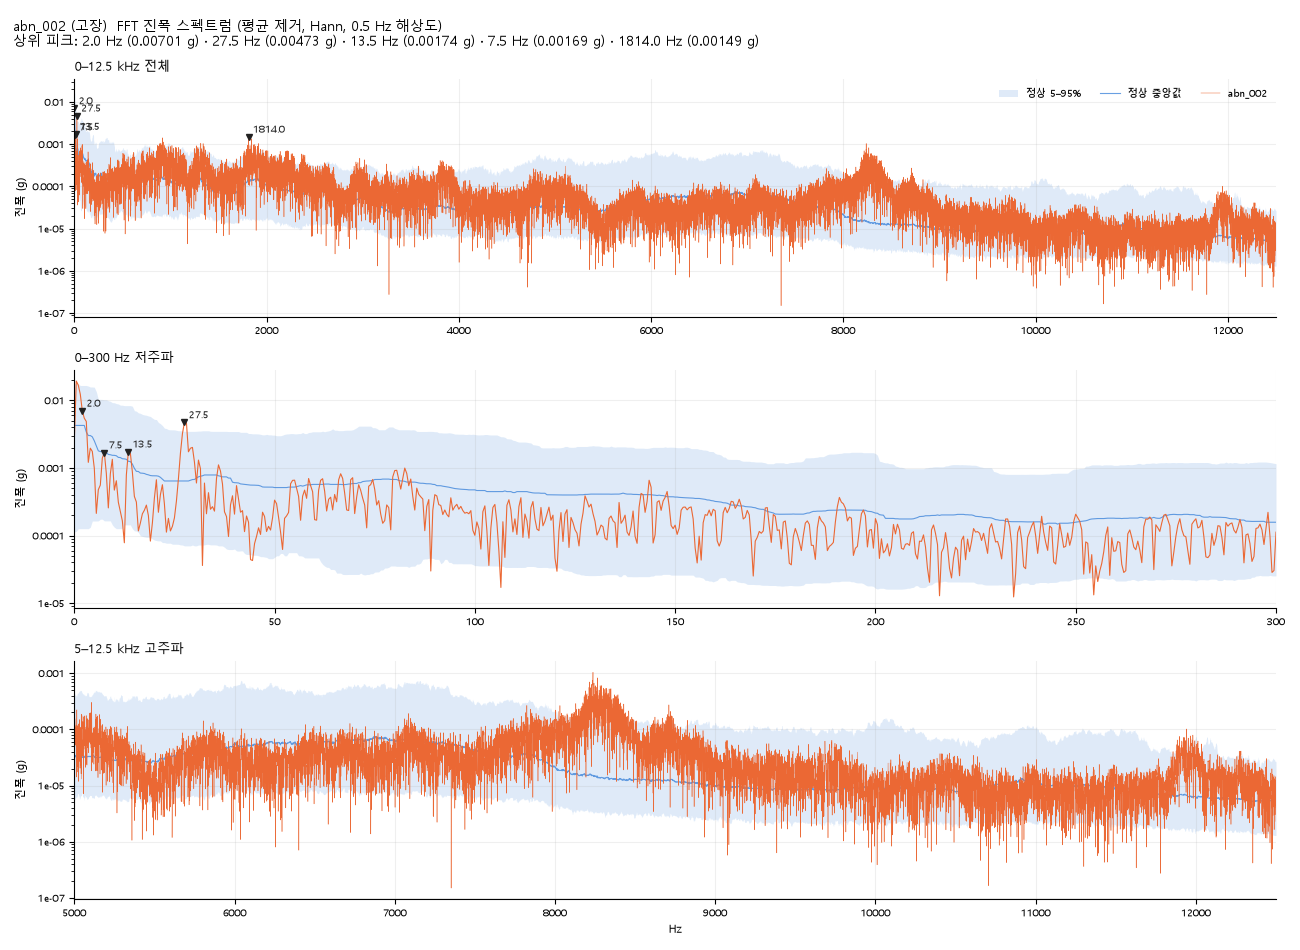 abn_002 (고장)  FFT 진폭 스펙트럼 (평균 제거, Hann, 0.5 Hz 해상도)
상위 피크: 2.0 Hz (0.00701 g) · 27.5 Hz (0.00473 g) · 13.5 Hz (0.00174 g) · 7.5 Hz (0.00169 g) · 1814.0 Hz (0.00149 g)
0–12.5 kHz 전체
정상 5–95% 정상 중앙값 abn_002
2.0
27.5
1814.0
진폭 (g)
0.01
0.001
0.0001
1e-05
1e-06
1e-07
0 2000 4000 6000 8000 10000 12000
0–300 Hz 저주파
2.0
27.5
7.5
13.5
진폭 (g)
0.01
0.001
0.0001
1e-05
0 50 100 150 200 250 300
5–12.5 kHz 고주파
진폭 (g)
0.001
0.0001
1e-05
1e-06
1e-07
5000 6000 7000 8000 9000 10000 11000 12000
Hz